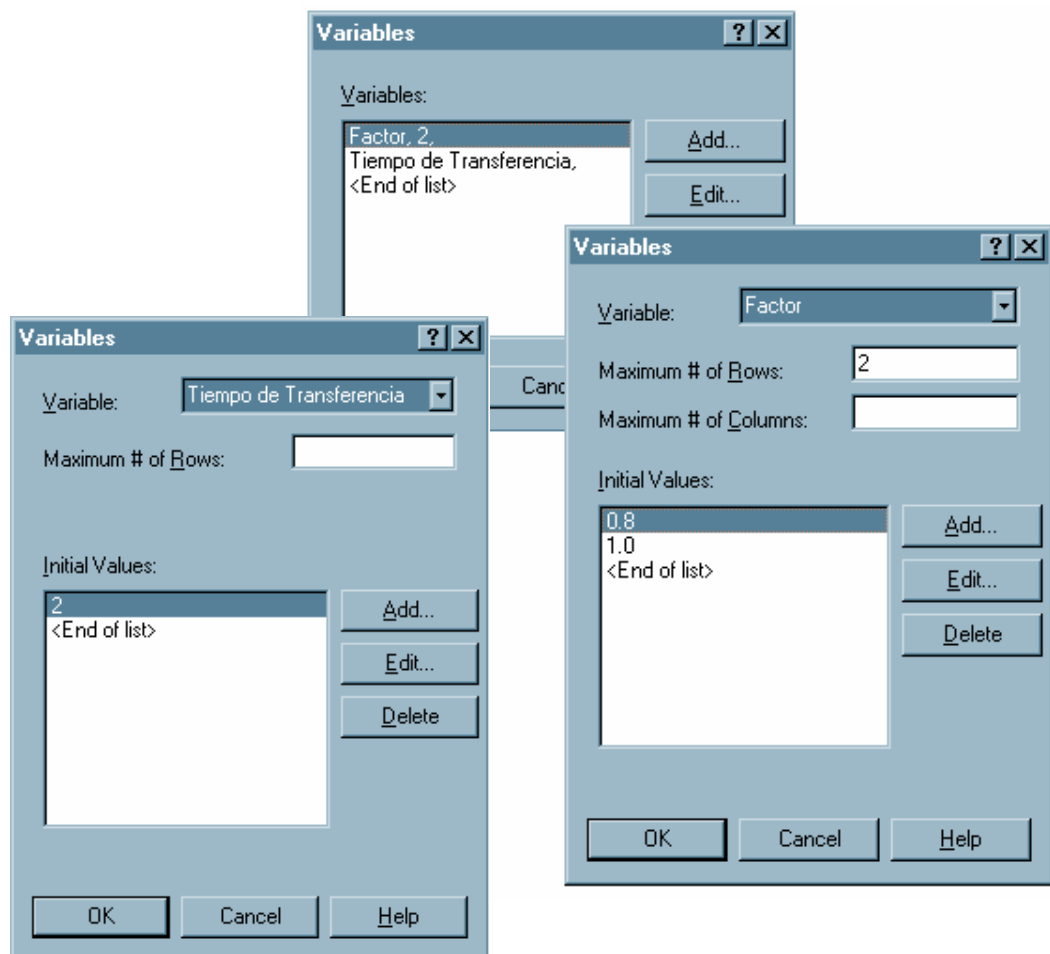 Variables
? X
Variables:
Factor, 2,
Tiempo de Transferencia,
<End of list>
Add...
Edit...
Canc
Variables
? X
Variable:
Factor
Maximum # of Rows:
2
Maximum # of Columns:
Initial Values:
0.8
1.0
<End of list>
Add...
Edit...
Delete
OK
Cancel
Help
Variables
? X
Variable:
Tiempo de Transferencia
Maximum # of Rows:
Initial Values:
2
<End of list>
Add...
Edit...
Delete
OK
Cancel
Help